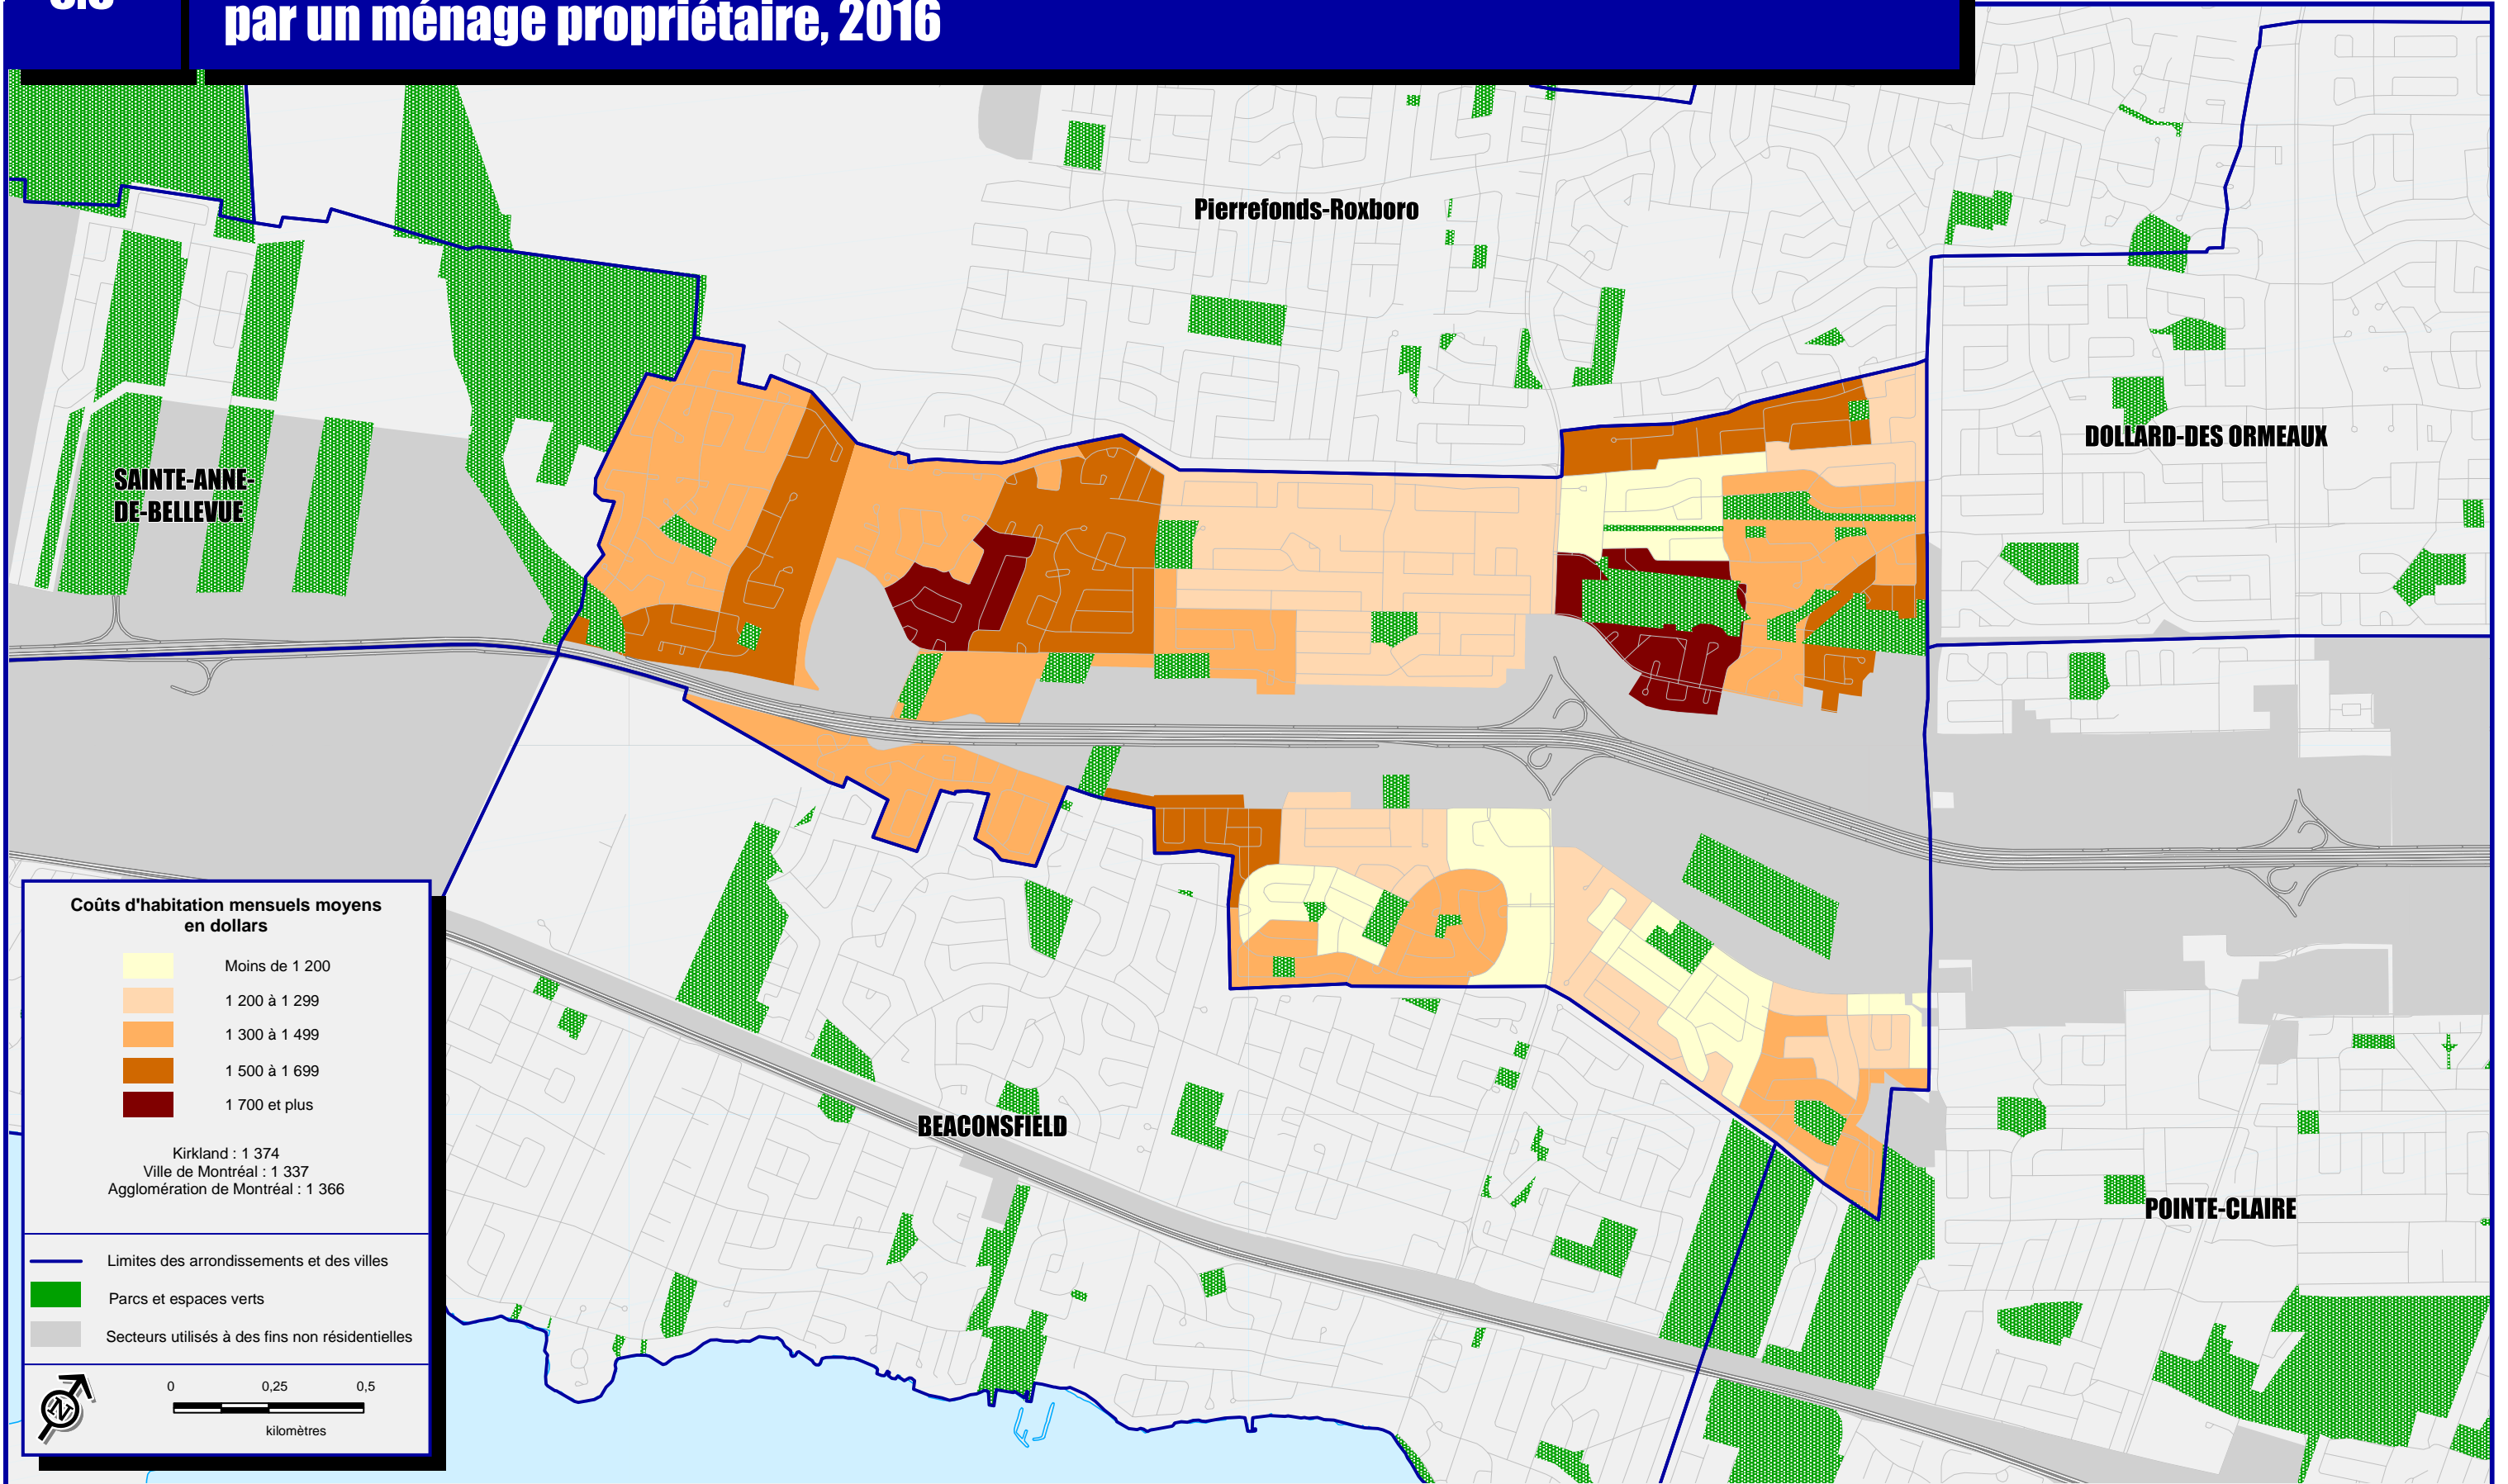 par un ménage propriétaire, 2016
Pierrefonds-Roxboro
DOLLARD-DES ORMEAUX
SAINTE-ANNE-
DE-BELLEVUE
BEACONSFIELD
POINTE-CLAIRE
Coûts d'habitation mensuels moyens
en dollars
Moins de 1 200
1 200 à 1 299
1 300 à 1 499
1 500 à 1 699
1 700 et plus
Kirkland : 1 374
Ville de Montréal : 1 337
Agglomération de Montréal : 1 366
Limites des arrondissements et des villes
Parcs et espaces verts
Secteurs utilisés à des fins non résidentielles
N
0 0,25 0,5
kilomètres